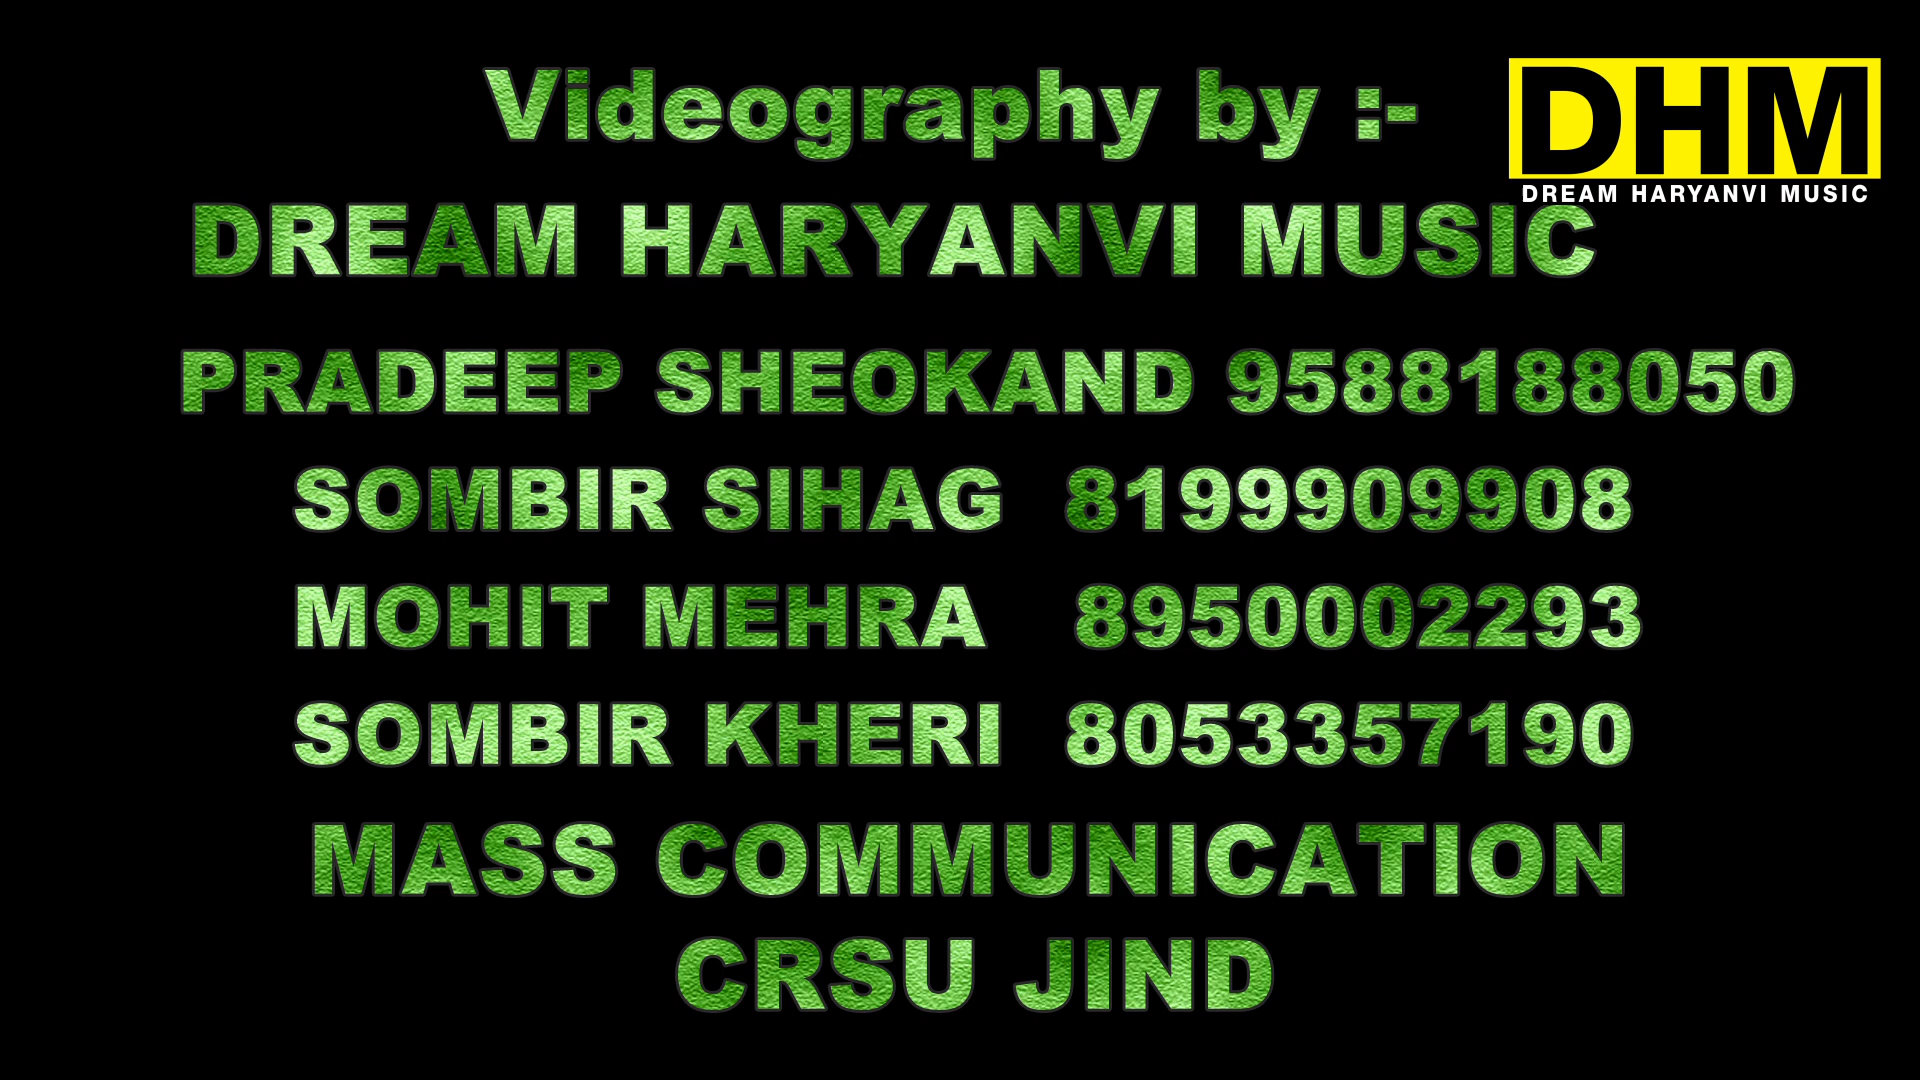 Videography by :-
DHM
DREAM HARYANVI MUSIC
DREAM HARYANVI MUSIC
PRADEEP SHEOKAND 9588188050
SOMBIR SIHAG 8199909908
MOHIT MEHRA 8950002293
SOMBIR KHERI 8053357190
MASS COMMUNICATION
CRSU JIND